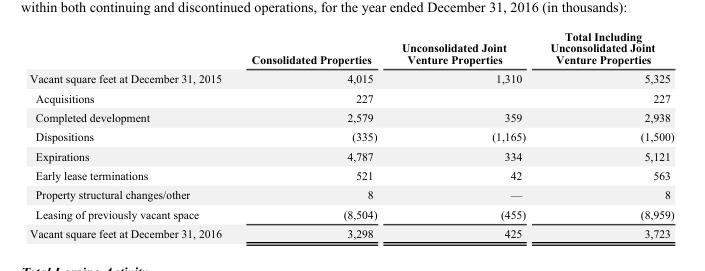 within both continuing and discontinued operations, for the year ended December 31, 2016 (in thousands):
Consolidated Properties Unconsolidated Joint Venture Properties Total Including Unconsolidated Joint Venture Properties
Vacant square feet at December 31, 2015 4,015 1,310 5,325
Acquisitions 227 227
Completed development 2,579 359 2,938
Dispositions (335) (1,165) (1,500)
Expirations 4,787 334 5,121
Early lease terminations 521 42 563
Property structural changes/other 8 — 8
Leasing of previously vacant space (8,504) (455) (8,959)
Vacant square feet at December 31, 2016 3,298 425 3,723